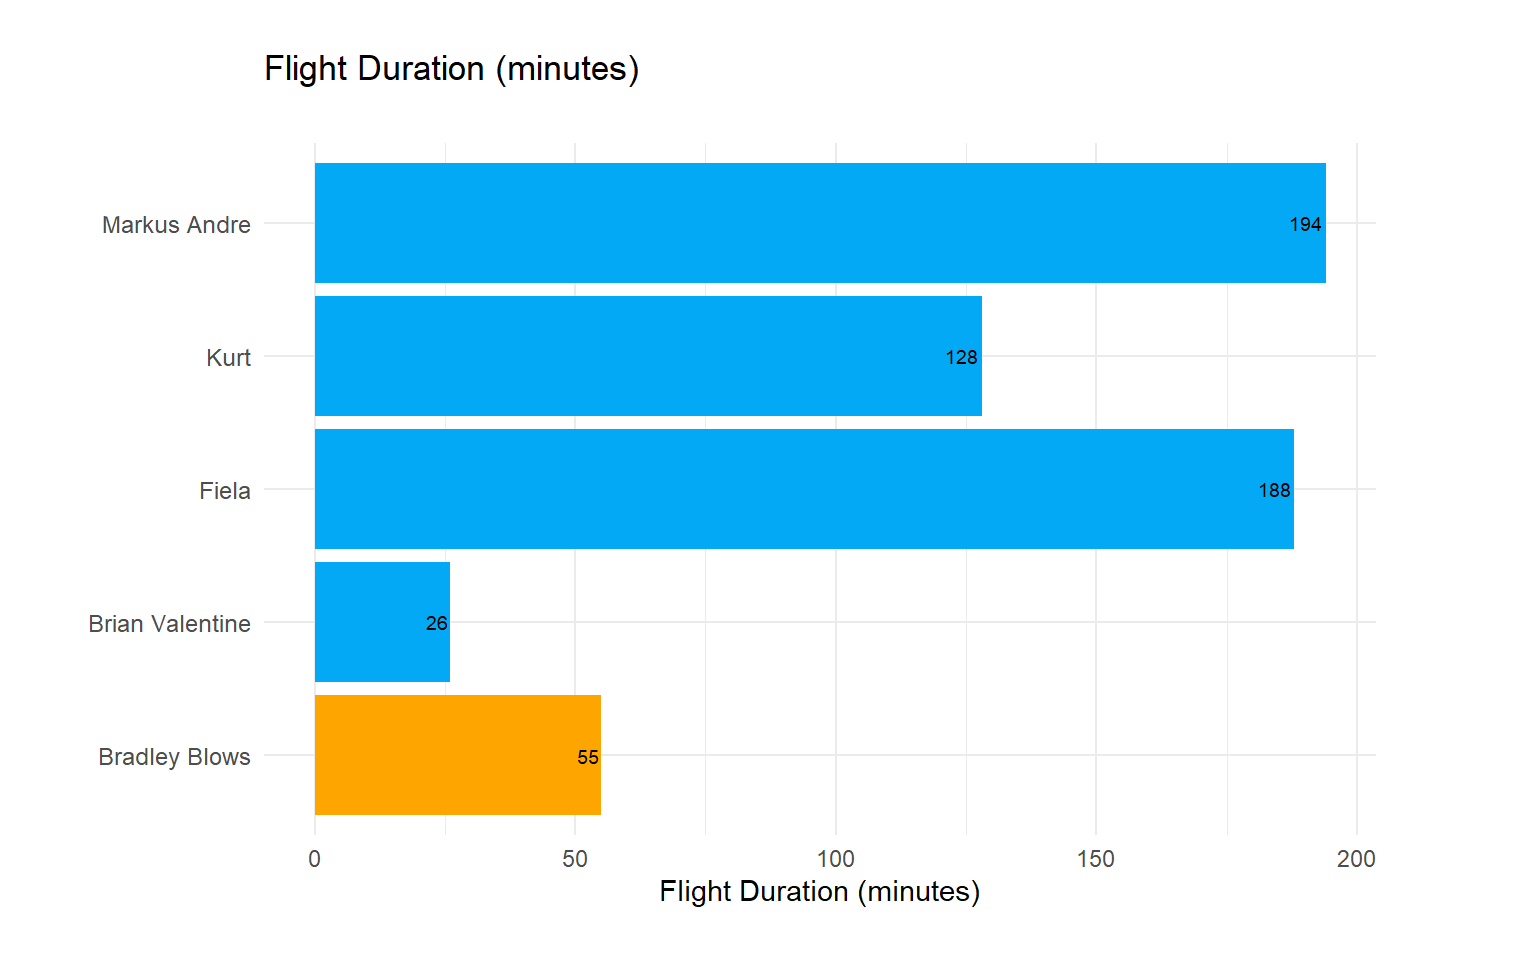 Flight Duration (minutes)
Markus Andre
194
Kurt
128
Fiela
188
Brian Valentine
26
Bradley Blows
55
0 50 100 150 200
Flight Duration (minutes)